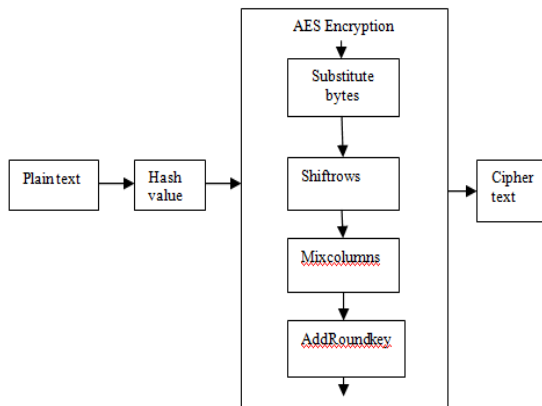 AES Encryption
Substitute
bytes
Plain text
Hash
value
Shiftrows
Cipher
text
Mixcolumns
AddRoundkey